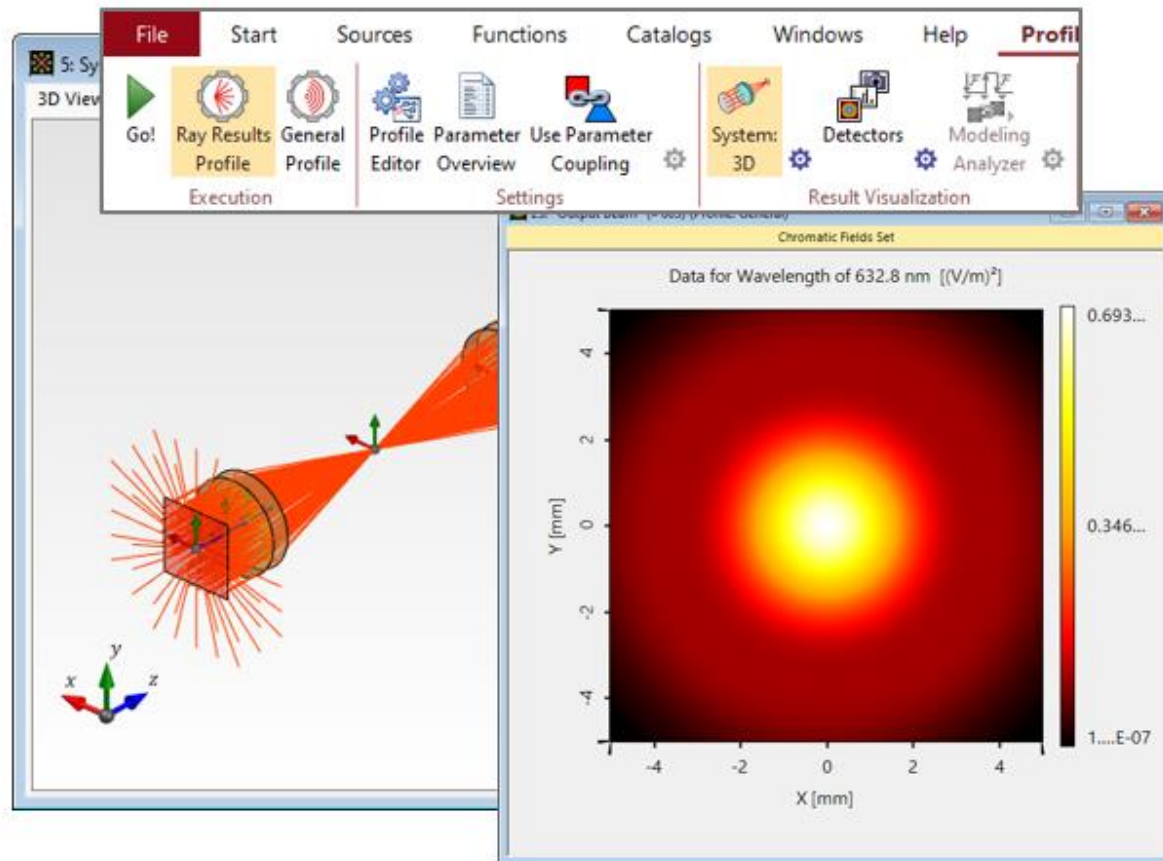 File Start Sources Functions Catalogs Windows Help Profil
Go! Ray Results Profile General Profile Profile Editor Parameter Overview Use Parameter Coupling System: 3D Detectors Modeling Analyzer
Execution Settings Result Visualization
5: Sy
3D View
x
y
z
(Profile: General)
Chromatic Fields Set
Data for Wavelength of 632.8 nm [(V/m)²]
0.693...
0.346...
1....E-07
Y [mm]
4
2
0
-2
-4
-4 -2 0 2 4
X [mm]